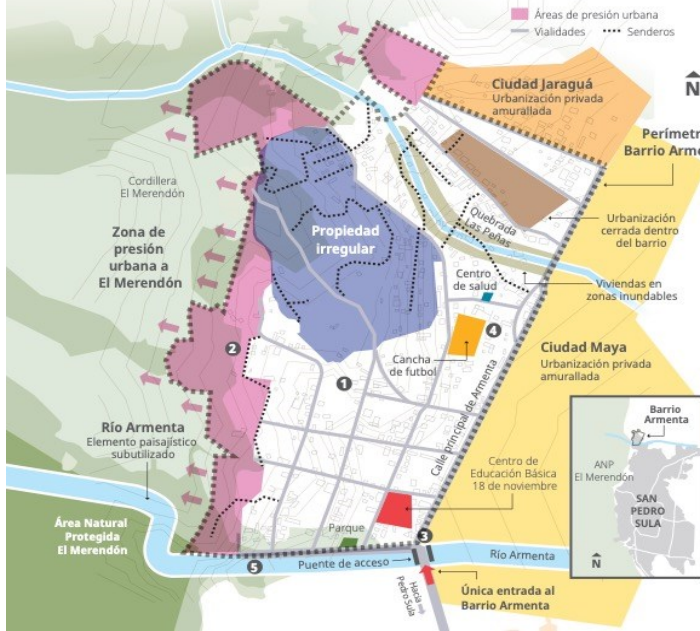 Áreas de presión urbana
Vialidades
Senderos
Ciudad Jaraguá
Urbanización privada
amurallada
N
Perímetro
Barrio Arme
Cordillera
El Merendón
Zona de
presión
urbana a
El Merendón
Propiedad
irregular
Quebrada
Las Peñas
Urbanización
cerrada dentro
del barrio
Centro
de salud
Viviendas en
zonas inundables
4
2
Cancha
de futbol
Ciudad Maya
Urbanización privada
amurallada
1
Calle principal de Armenta
Río Armenta
Elemento paisajístico
subutilizado
Barrio
Armenta
ANP
El Merendón
SAN
PEDRO
SULA
N
Centro de
Educación Básica
18 de noviembre
Área Natural
Protegida
El Merendón
Parque
3
5
Puente de acceso
Río Armenta
Hacia
Pedro Sula
Única entrada al
Barrio Armenta